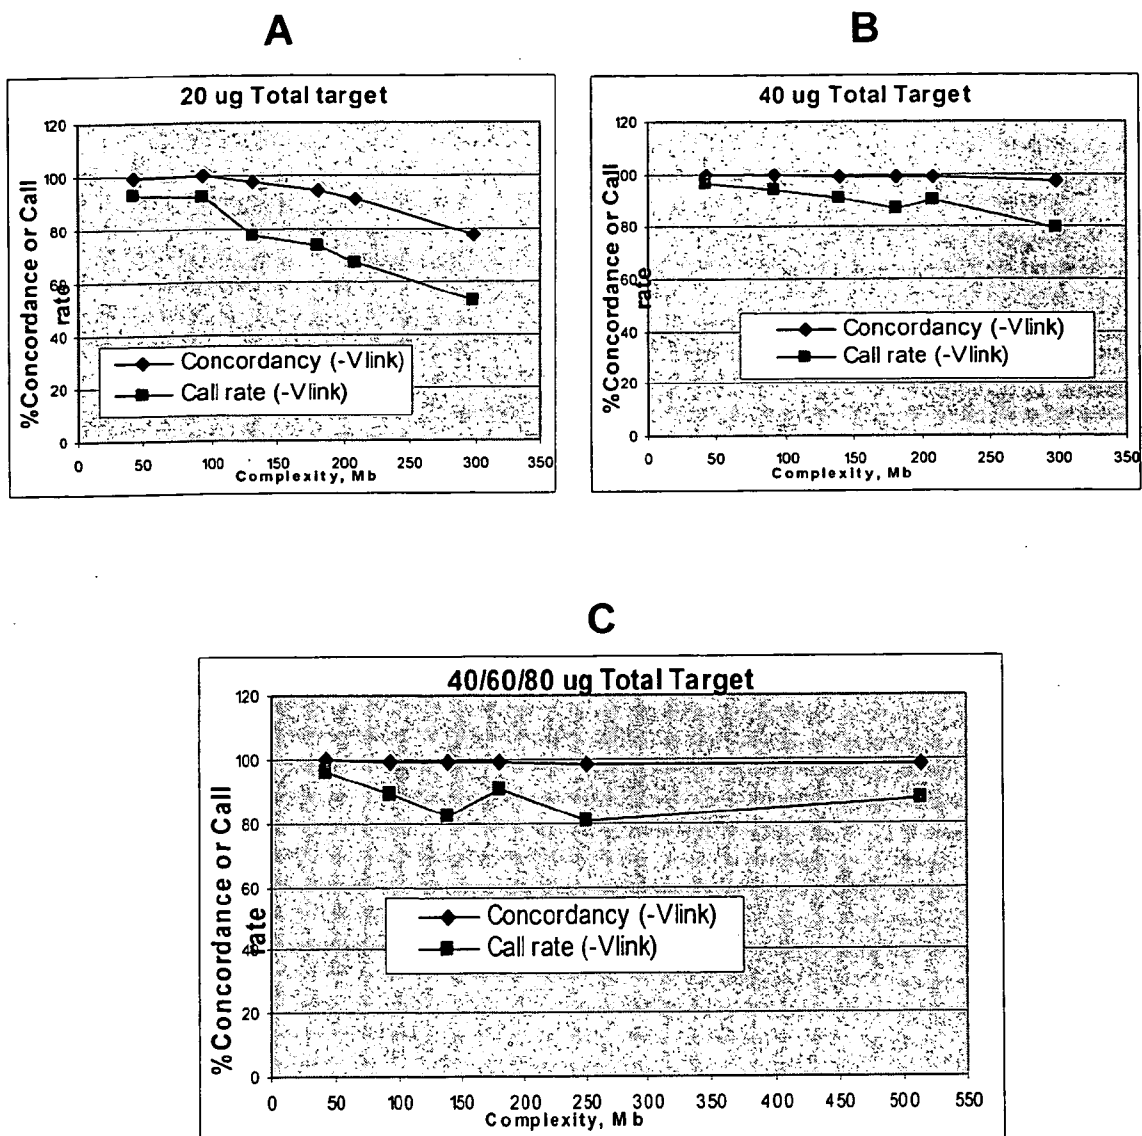 A
20 ug Total target
%Concordance or Call
rate
120
100
80
60
40
20
0
Concordancy (-Vlink)
Call rate (-Vlink)
0 50 100 150 200 250 300 350
Complexity, Mb
B
40 ug Total Target
%Concordance or Call
rate
120
100
80
60
40
20
0
Concordancy (-Vlink)
Call rate (-Vlink)
0 50 100 150 200 250 300 350
Complexity, Mb
C
40/60/80 ug Total Target
%Concordance or Call
rate
120
100
80
60
40
20
0
Concordancy (-Vlink)
Call rate (-Vlink)
0 50 100 150 200 250 300 350 400 450 500 550
Complexity, Mb